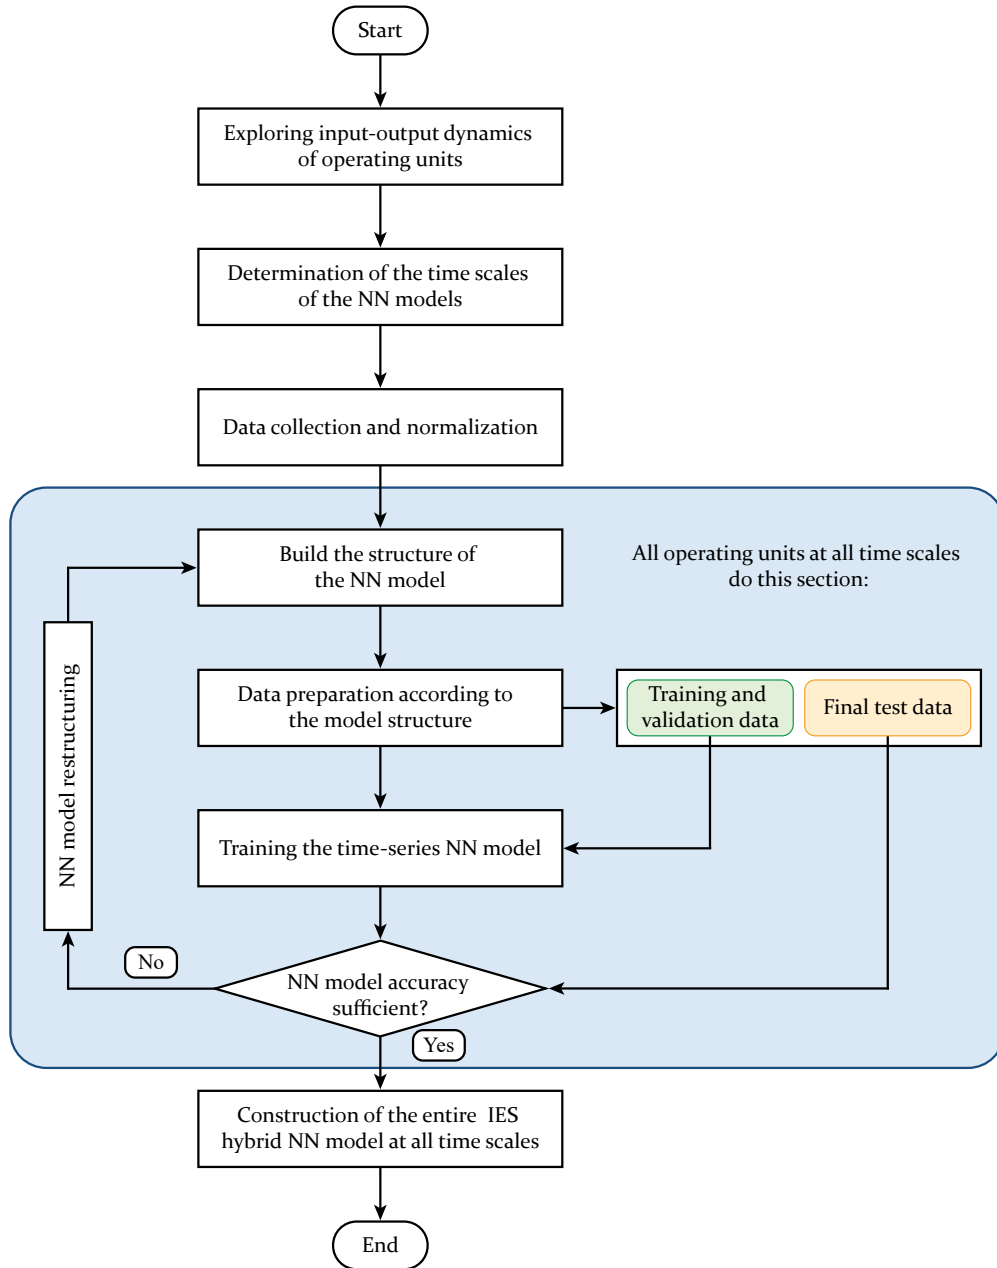 Start
Exploring input-output dynamics
of operating units
Determination of the time scales
of the NN models
Data collection and normalization
Build the structure of
the NN model
All operating units at all time scales
do this section:
NN model restructuring
Data preparation according to
the model structure
Training and
validation data
Final test data
Training the time-series NN model
No
NN model accuracy
sufficient?
Yes
Construction of the entire IES
hybrid NN model at all time scales
End